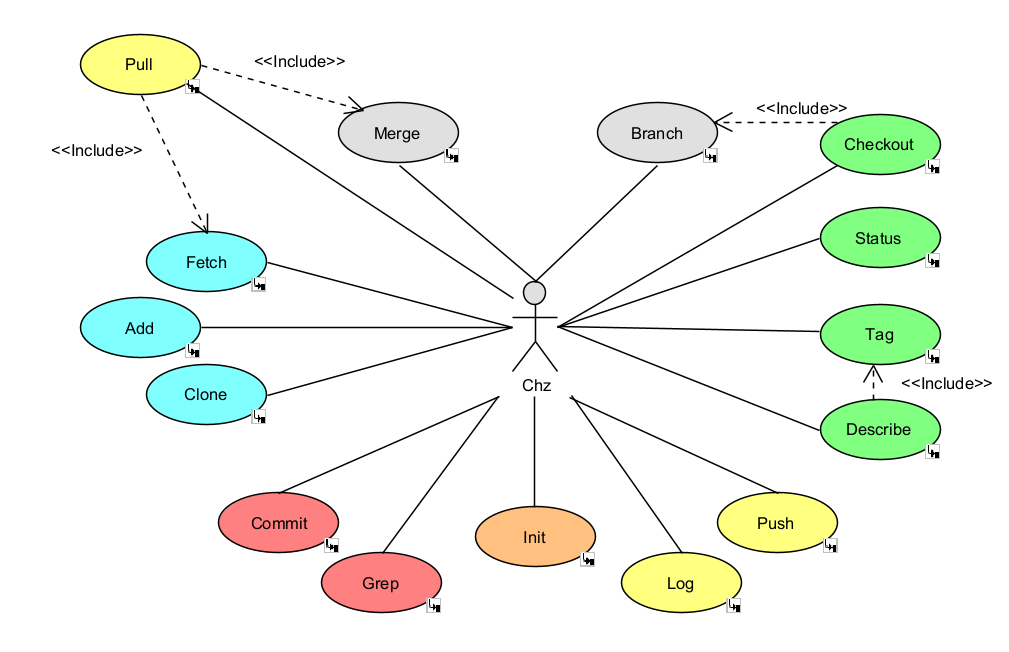 Pull
<<Include>>
Merge
Branch
<<Include>>
Checkout
<<Include>>
Status
Fetch
Add
Tag
Clone
Chz
<<Include>>
Describe
Commit
Init
Push
Grep
Log